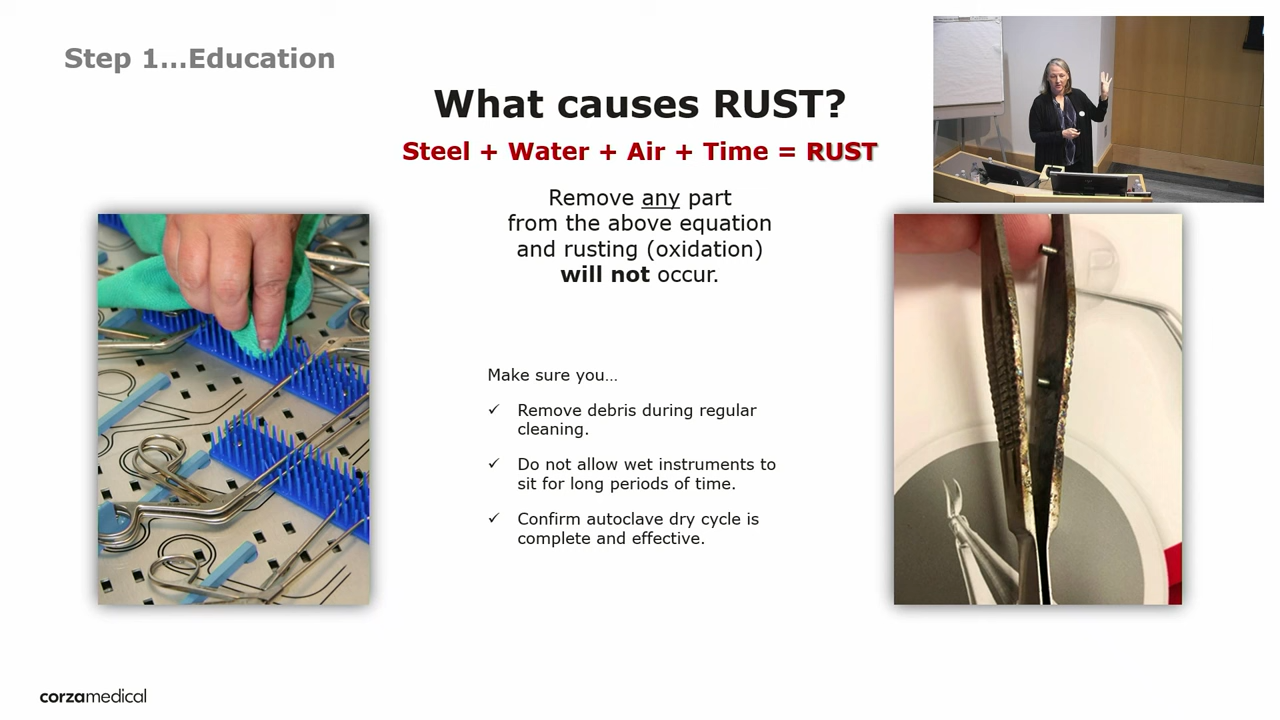 Step 1...Education
What causes RUST?
Steel + Water + Air + Time = RUST
Remove any part
from the above equation
and rusting (oxidation)
will not occur.
Make sure you...
✓ Remove debris during regular
cleaning.
✓ Do not allow wet instruments to
sit for long periods of time.
✓ Confirm autoclave dry cycle is
complete and effective.
corzamedical